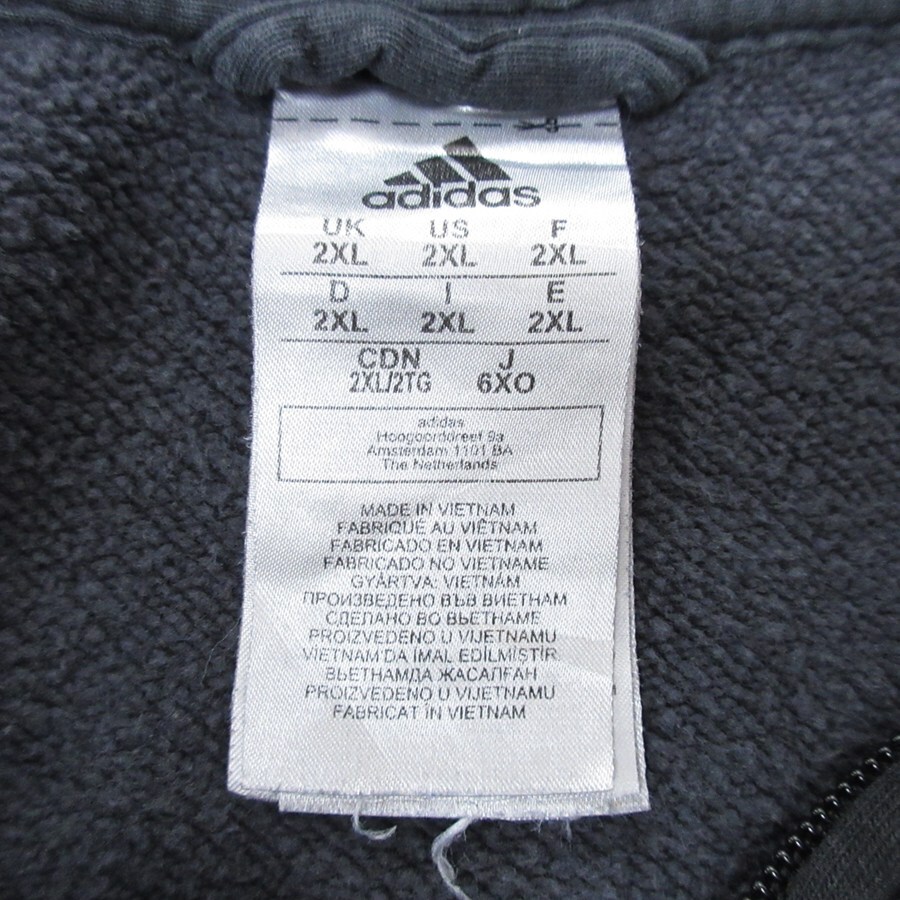 adidas
UK US F
2XL 2XL 2XL
D I E
2XL 2XL 2XL
CDN J
2XL/2TG 6XO
adidas
Hoogoorddreef 9a
Amsterdam 1101 BA
The Netherlands
MADE IN VIETNAM
FABRIQUÉ AU VIÊTNAM
FABRICADO EN VIETNAM
FABRICADO NO VIETNAME
GYÁRTVA: VIETNÁM
ПРОИЗВЕДЕНО ВЪВ ВИЕТНАМ
СДЕЛАНО ВО ВЬЕТНАМЕ
PROIZVEDENO U VIJETNAMU
VIETNAM'DA İMAL EDİLMİŞTİR
ВЬЕТНАМДА ЖАСАЛҒАН
PROIZVEDENO U VIJETNAMU
FABRICAT ÎN VIETNAM